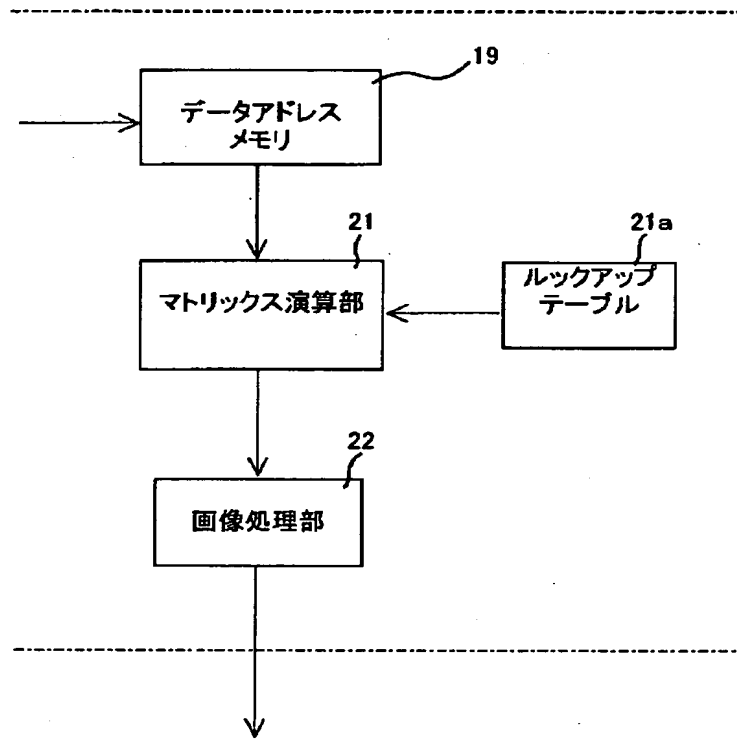 19
データアドレス
メモリ
21
マトリックス演算部
21a
ルックアップ
テーブル
22
画像処理部